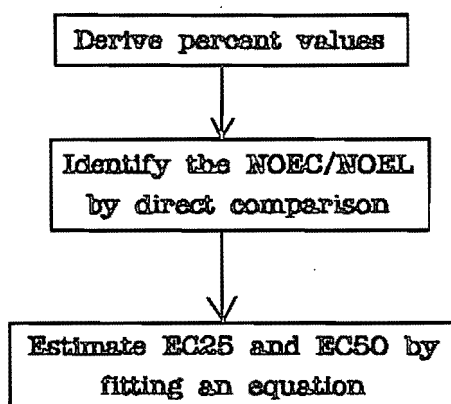 Derive percent values
Identify the NOEC/NOEL
by direct comparison
Estimate EC25 and EC50 by
fitting an equation